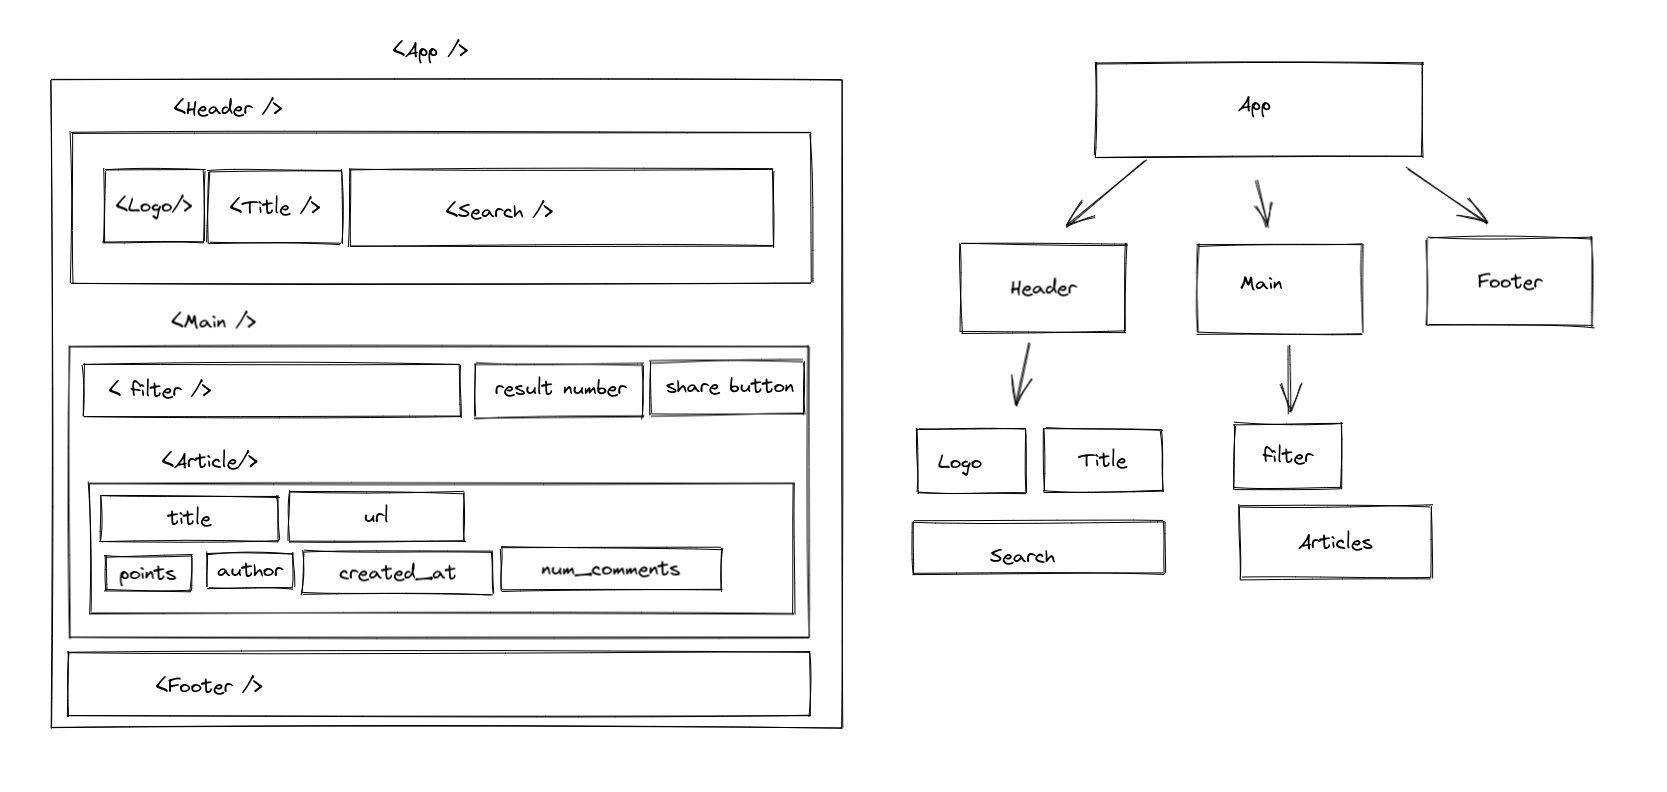 <App />
<Header />
<Logo/>
<Title />
<Search />
<Main />
< filter />
result number
share button
<Article/>
title
url
points
author
created_at
num_comments
<Footer />
App
Header
Main
Footer
Logo
Title
Search
filter
Articles